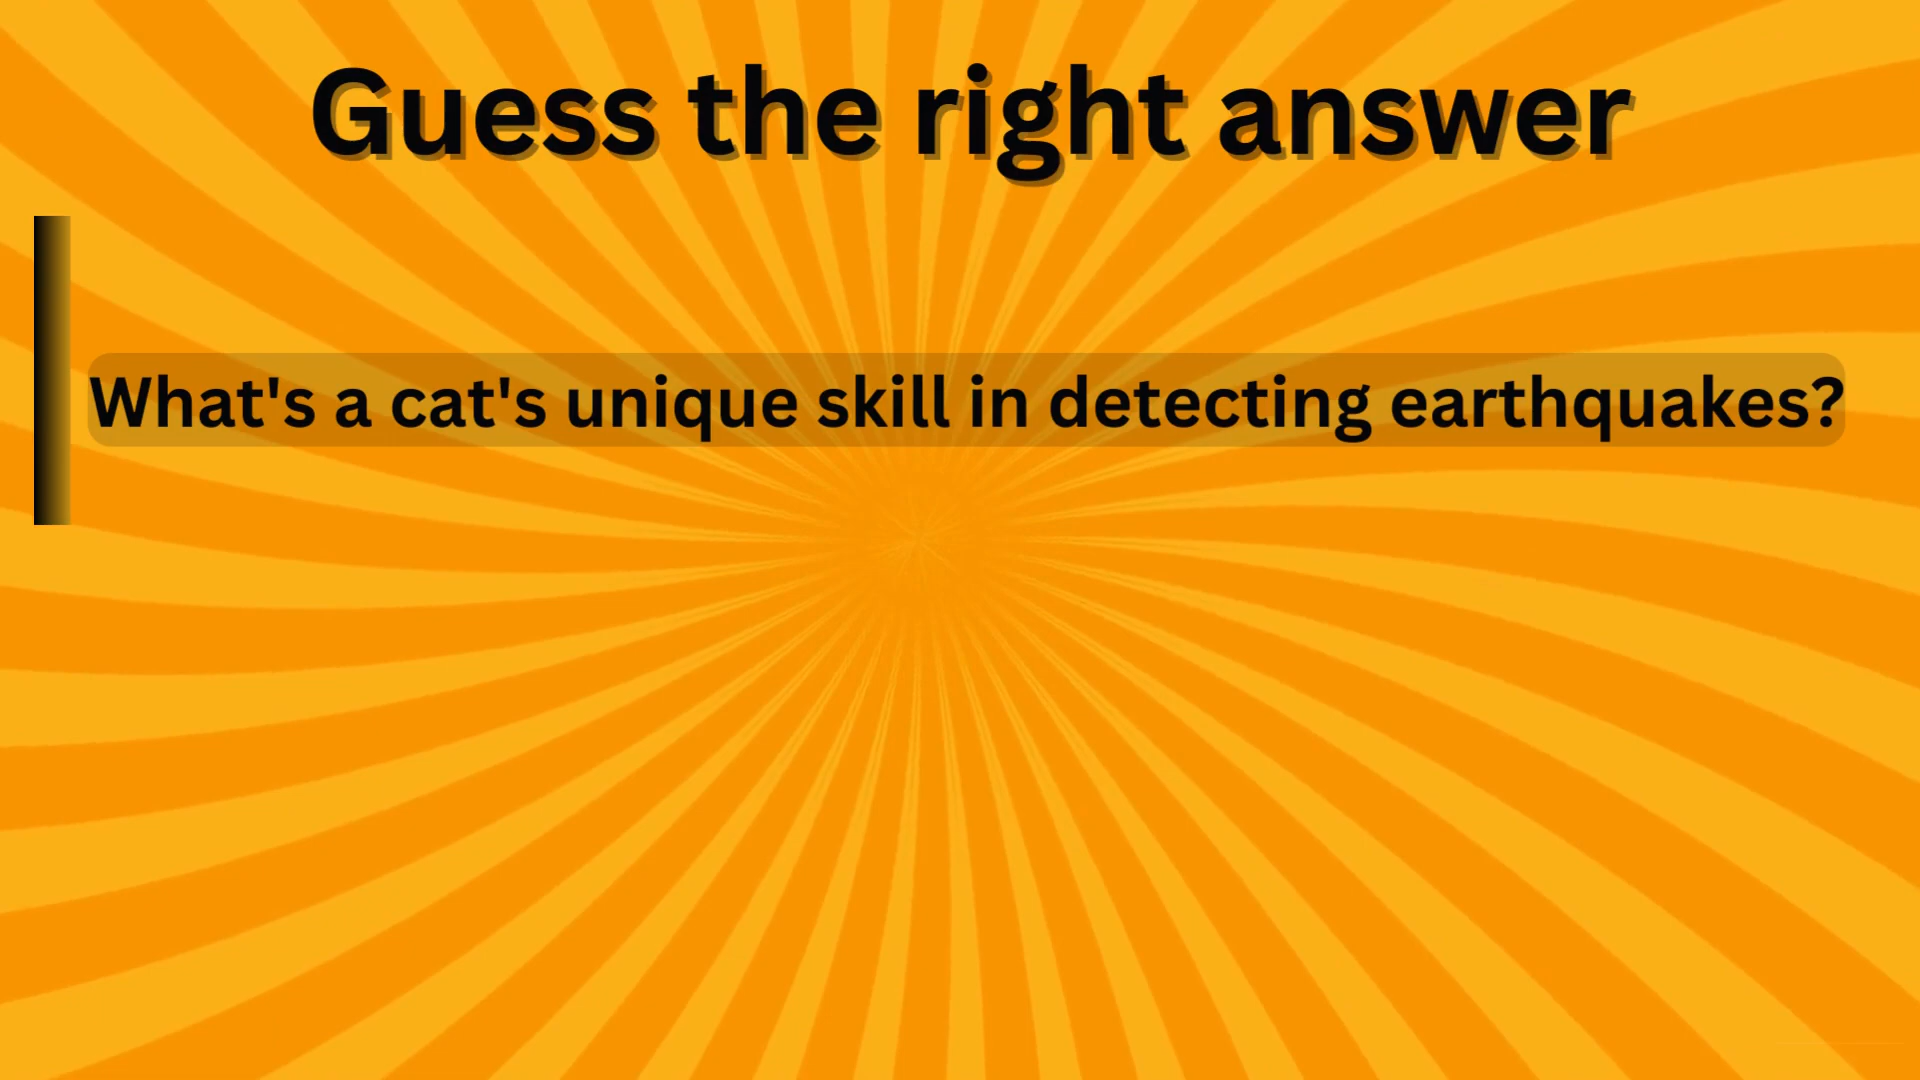 Guess the right answer
What's a cat's unique skill in detecting earthquakes?